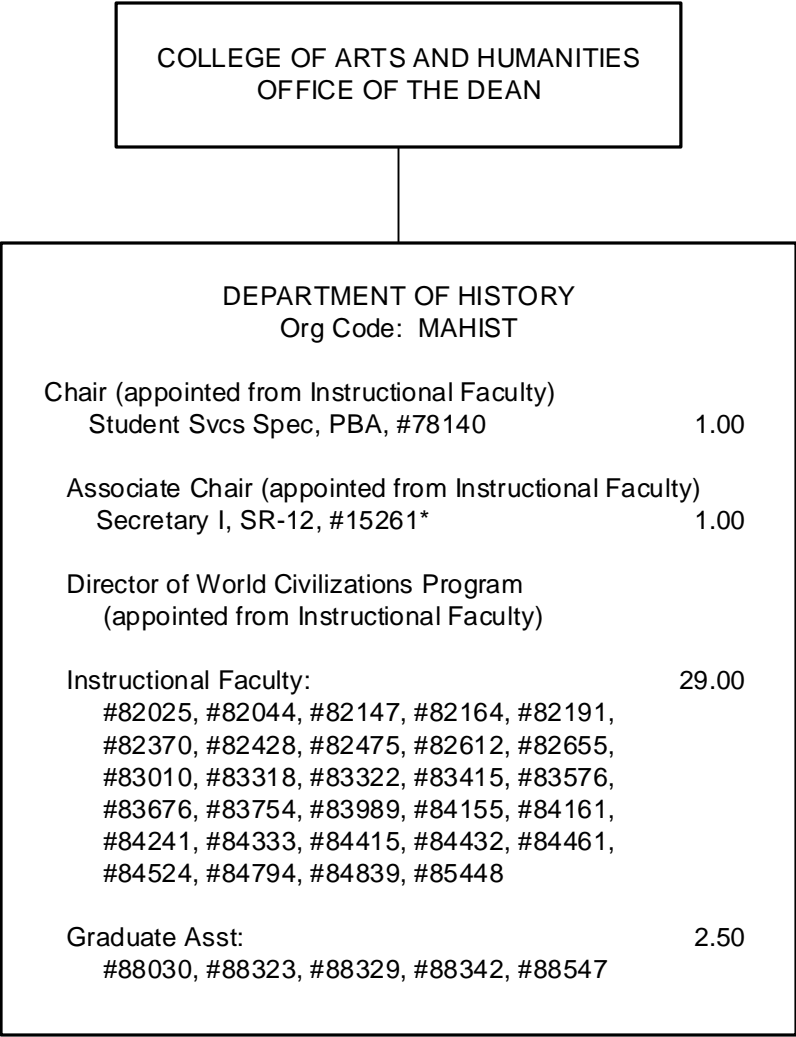 COLLEGE OF ARTS AND HUMANITIES
OFFICE OF THE DEAN
DEPARTMENT OF HISTORY
Org Code: MAHIST
Chair (appointed from Instructional Faculty)
Student Svcs Spec, PBA, #78140 1.00
Associate Chair (appointed from Instructional Faculty)
Secretary I, SR-12, #15261* 1.00
Director of World Civilizations Program
(appointed from Instructional Faculty)
Instructional Faculty: 29.00
#82025, #82044, #82147, #82164, #82191,
#82370, #82428, #82475, #82612, #82655,
#83010, #83318, #83322, #83415, #83576,
#83676, #83754, #83989, #84155, #84161,
#84241, #84333, #84415, #84432, #84461,
#84524, #84794, #84839, #85448
Graduate Asst: 2.50
#88030, #88323, #88329, #88342, #88547